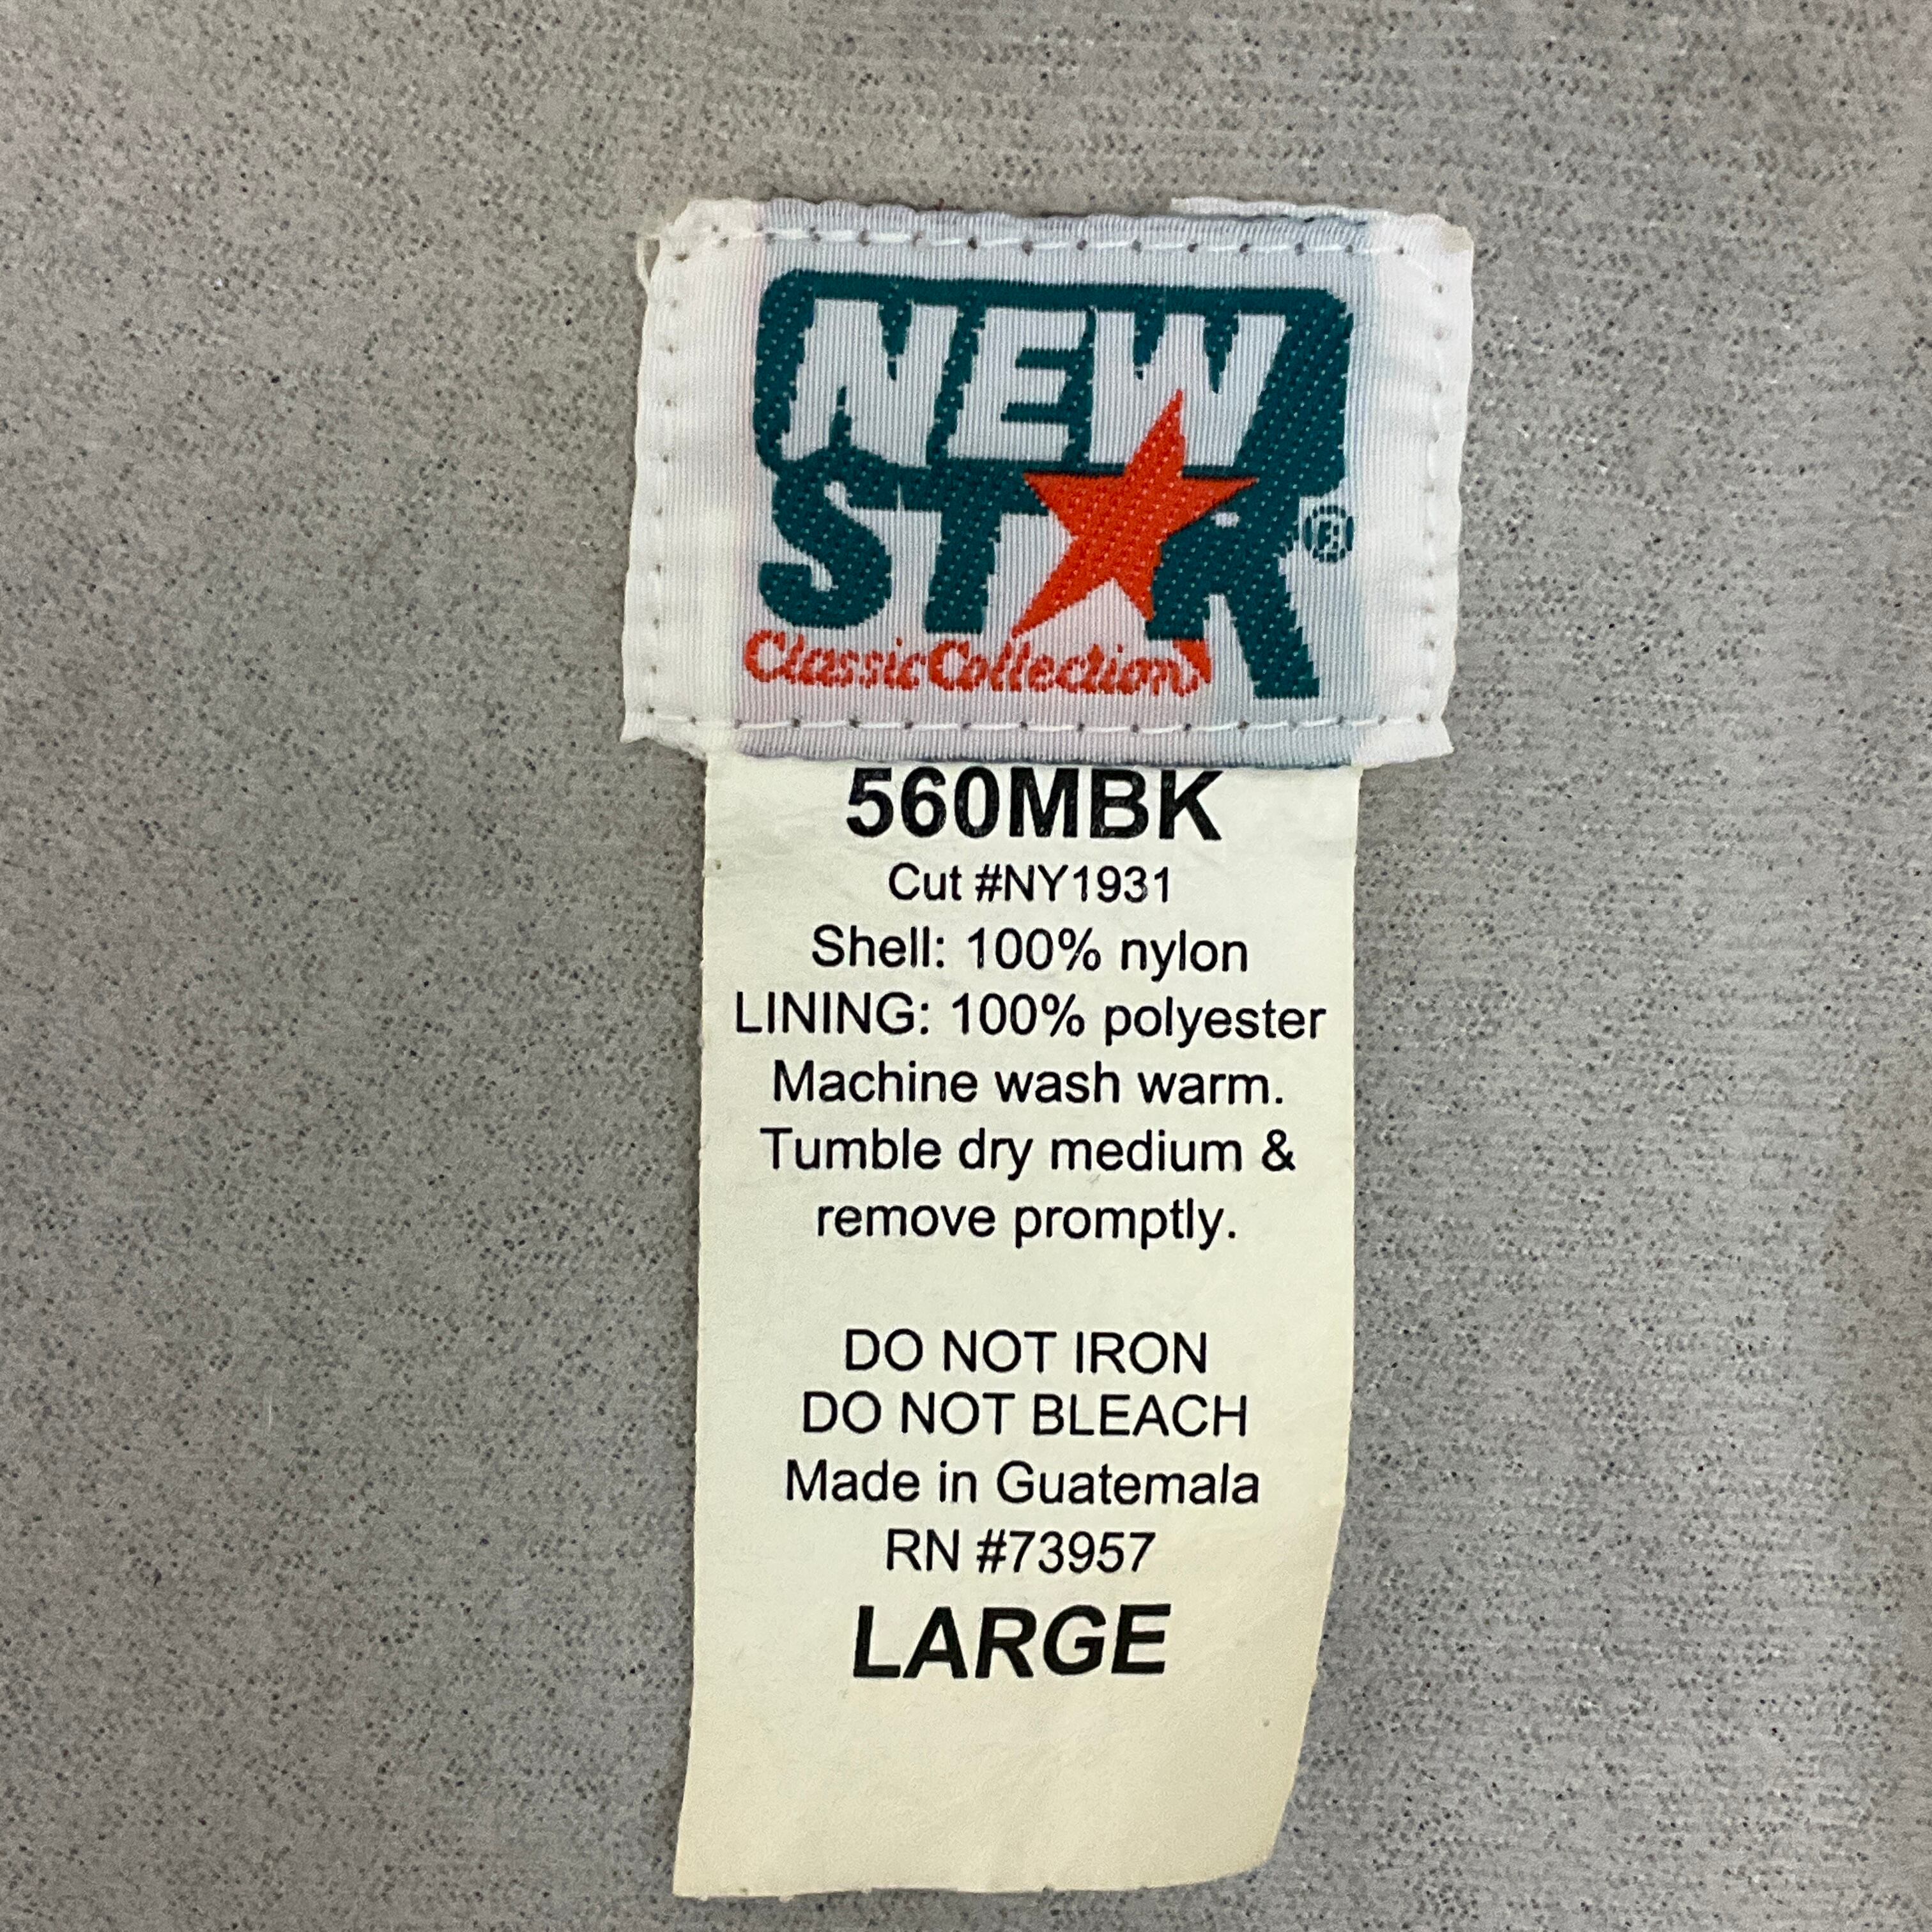 NEW
STAR®
Classic Collection
560MBK
Cut #NY1931
Shell: 100% nylon
LINING: 100% polyester
Machine wash warm.
Tumble dry medium &
remove promptly.
DO NOT IRON
DO NOT BLEACH
Made in Guatemala
RN #73957
LARGE